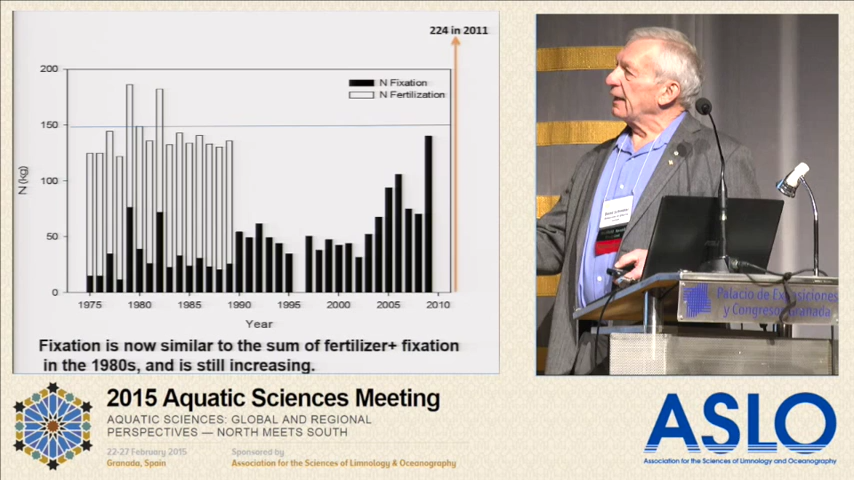 224 in 2011
200
150
100
50
0
N (kg)
N Fixation
N Fertilization
1975 1980 1985 1990 1995 2000 2005 2010
Year
Fixation is now similar to the sum of fertilizer+ fixation
in the 1980s, and is still increasing.
Palacio de Exposiciones
y Congresos Granada
2015 Aquatic Sciences Meeting
AQUATIC SCIENCES: GLOBAL AND REGIONAL
PERSPECTIVES — NORTH MEETS SOUTH
22-27 February 2015
Granada, Spain
Sponsored by
Association for the Sciences of Limnology & Oceanography
ASLO
Association for the Sciences of Limnology and Oceanography